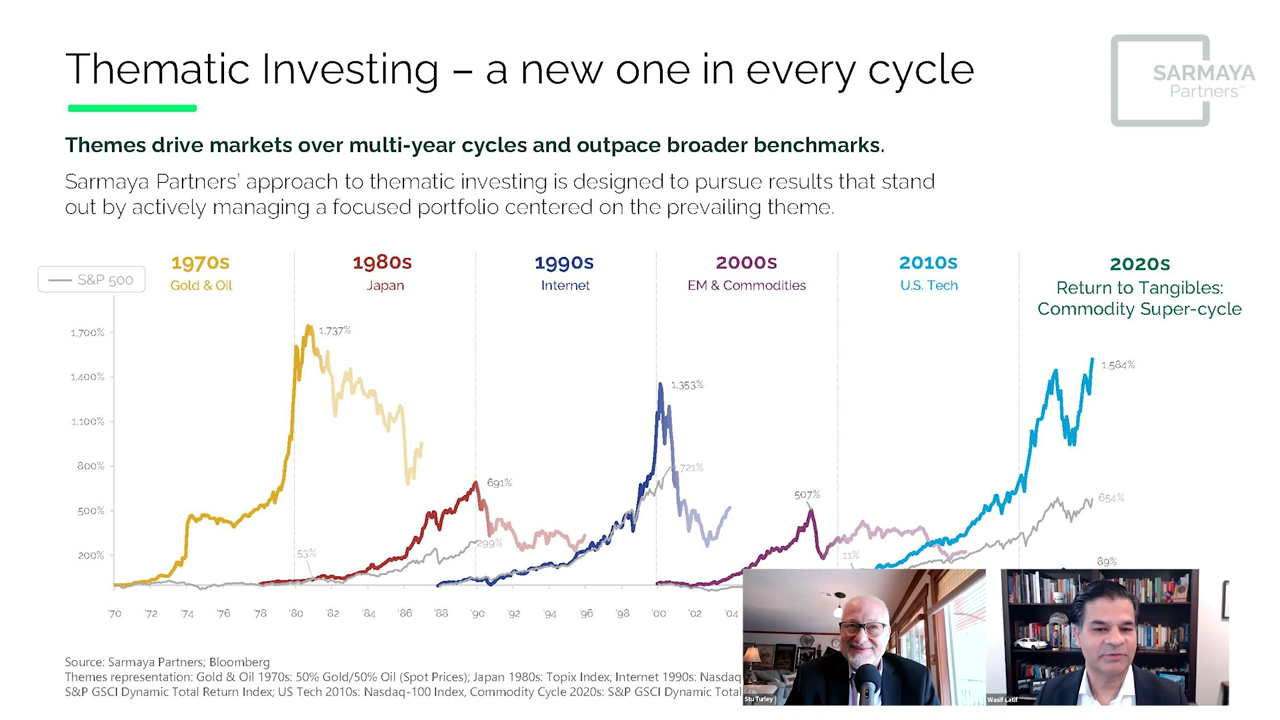 Thematic Investing – a new one in every cycle
SARMAYA
Partners™
Themes drive markets over multi-year cycles and outpace broader benchmarks.
Sarmaya Partners' approach to thematic investing is designed to pursue results that stand
out by actively managing a focused portfolio centered on the prevailing theme.
S&P 500
1970s
Gold & Oil
1980s
Japan
1990s
Internet
2000s
EM & Commodities
2010s
U.S. Tech
2020s
Return to Tangibles:
Commodity Super-cycle
1,700%
1,400%
1,100%
800%
500%
200%
1,737%
53%
691%
299%
1,353%
721%
507%
11%
1,584%
654%
89%
'70 '72 '74 '76 '78 '80 '82 '84 '86 '88 '90 '92 '94 '96 '98 '00 '02 '04
Source: Sarmaya Partners; Bloomberg
Themes representation: Gold & Oil 1970s: 50% Gold/50% Oil (Spot Prices); Japan 1980s: Topix Index; Internet 1990s: Nasdaq
S&P GSCI Dynamic Total Return Index; US Tech 2010s: Nasdaq-100 Index, Commodity Cycle 2020s: S&P GSCI Dynamic Total
Stu Turley
Wasif Latif